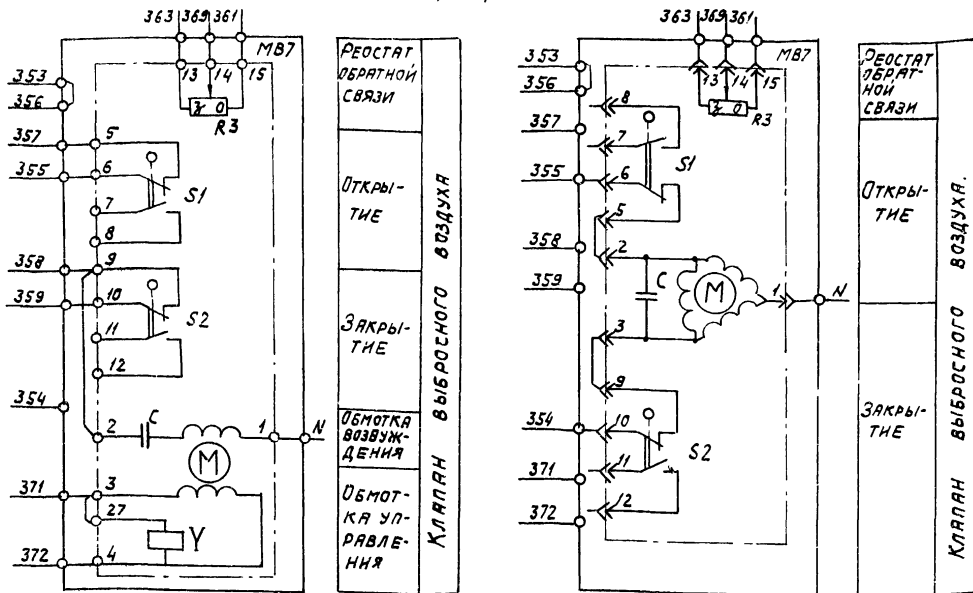 363 369 361
МВ7
13 14 15
353
356
R3
357
5
355
6
S1
7
8
358
9
359
10
S2
11
12
354
2
C
1
N
М
371
3
27
Y
372
4
РЕОСТАТ
ОБРАТНОЙ
СВЯЗИ
ОТКРЫ-
ТИЕ
ЗАКРЫ-
ТИЕ
ОБМОТКА
ВОЗБУЖ-
ДЕНИЯ
ОБМОТ-
КА УП-
РАВЛЕ-
НИЯ
КЛАПАН ВЫБРОСНОГО ВОЗДУХА
363 369 361
МВ7
13 14 15
353
356
R3
8
357
7
S1
355
6
5
358
2
359
C
М
1
N
3
9
354
10
S2
371
11
12
372
РЕОСТАТ
ОБРАТ-
НОЙ
СВЯЗИ
ОТКРЫ-
ТИЕ
ЗАКРЫ-
ТИЕ
КЛАПАН ВЫБРОСНОГО ВОЗДУХА.